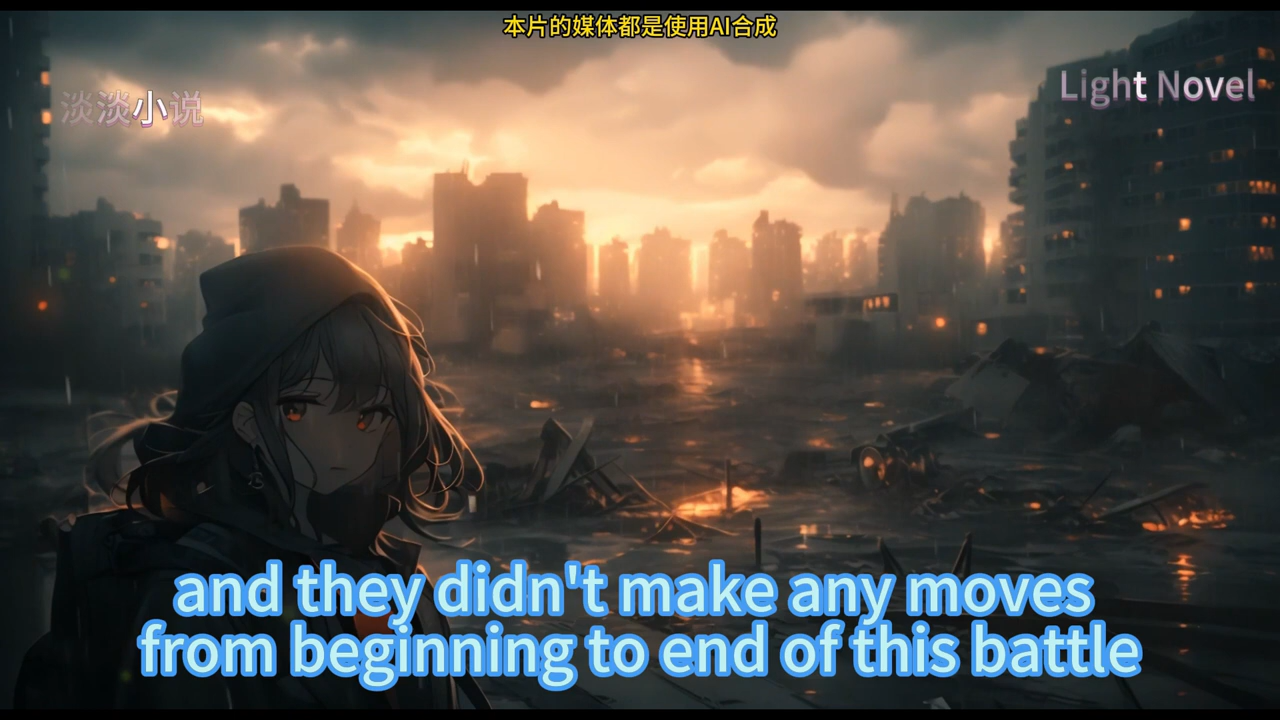 本片的媒体都是使用AI合成
淡淡小说
Light Novel
and they didn't make any moves
from beginning to end of this battle